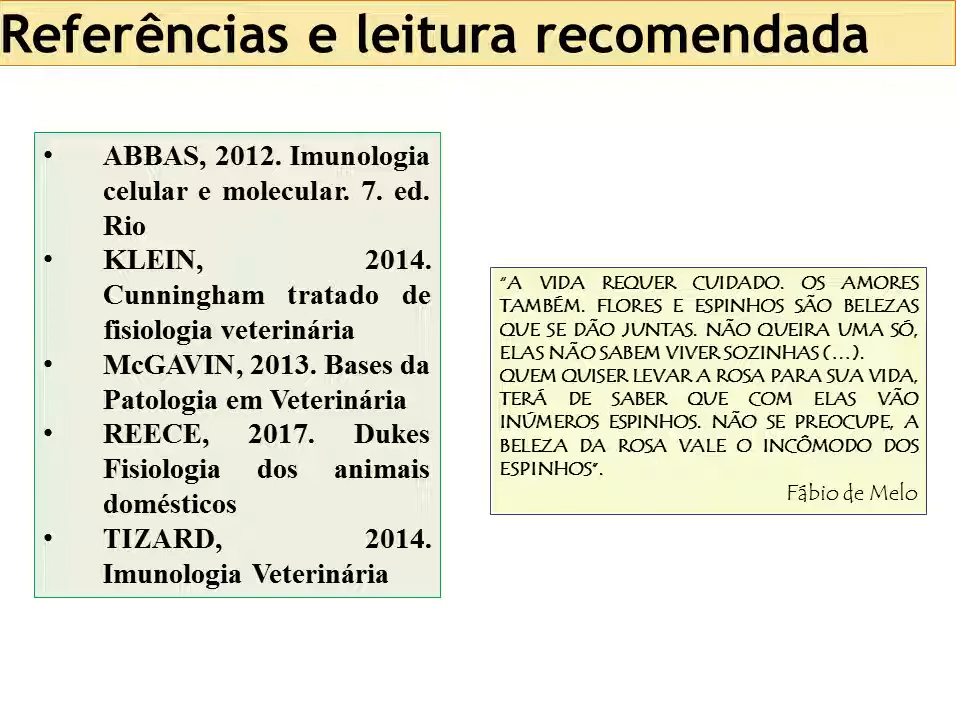 Referências e leitura recomendada
• ABBAS, 2012. Imunologia
celular e molecular. 7. ed.
Rio
• KLEIN, 2014.
Cunningham tratado de
fisiologia veterinária
• McGAVIN, 2013. Bases da
Patologia em Veterinária
• REECE, 2017. Dukes
Fisiologia dos animais
domésticos
• TIZARD, 2014.
Imunologia Veterinária
“A VIDA REQUER CUIDADO. OS AMORES
TAMBÉM. FLORES E ESPINHOS SÃO BELEZAS
QUE SE DÃO JUNTAS. NÃO QUEIRA UMA SÓ,
ELAS NÃO SABEM VIVER SOZINHAS (...).
QUEM QUISER LEVAR A ROSA PARA SUA VIDA,
TERÁ DE SABER QUE COM ELAS VÃO
INÚMEROS ESPINHOS. NÃO SE PREOCUPE, A
BELEZA DA ROSA VALE O INCÔMODO DOS
ESPINHOS”.
Fábio de Melo